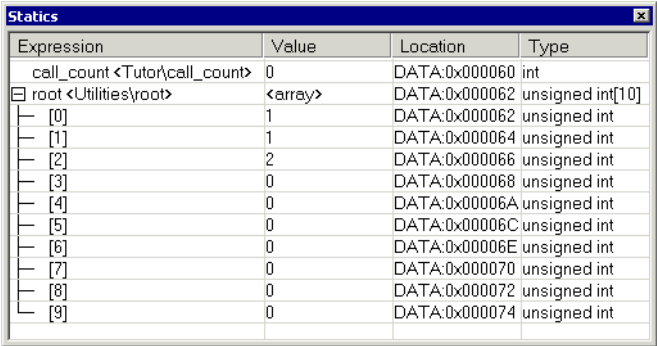 Statics
Expression Value Location Type
call_count <Tutor\call_count> 0 DATA:0x000060 int
root <Utilities\root> <array> DATA:0x000062 unsigned int[10]
[0] 1 DATA:0x000062 unsigned int
[1] 1 DATA:0x000064 unsigned int
[2] 2 DATA:0x000066 unsigned int
[3] 0 DATA:0x000068 unsigned int
[4] 0 DATA:0x00006A unsigned int
[5] 0 DATA:0x00006C unsigned int
[6] 0 DATA:0x00006E unsigned int
[7] 0 DATA:0x000070 unsigned int
[8] 0 DATA:0x000072 unsigned int
[9] 0 DATA:0x000074 unsigned int